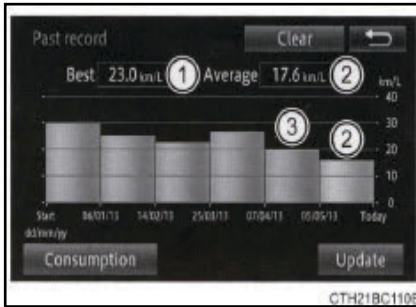 Past record Clear
Best 23.0 km/L 1 Average 17.6 km/L 2
km/L
40
3 30
2
20
10
0
Start 06/01/13 14/02/13 25/03/13 07/04/13 05/05/13 Today
dd/mm/yy
Consumption Update
CTH21BC110S